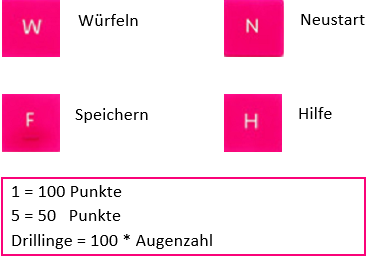 W Würfeln
N Neustart
F Speichern
H Hilfe
1 = 100 Punkte
5 = 50 Punkte
Drillinge = 100 * Augenzahl